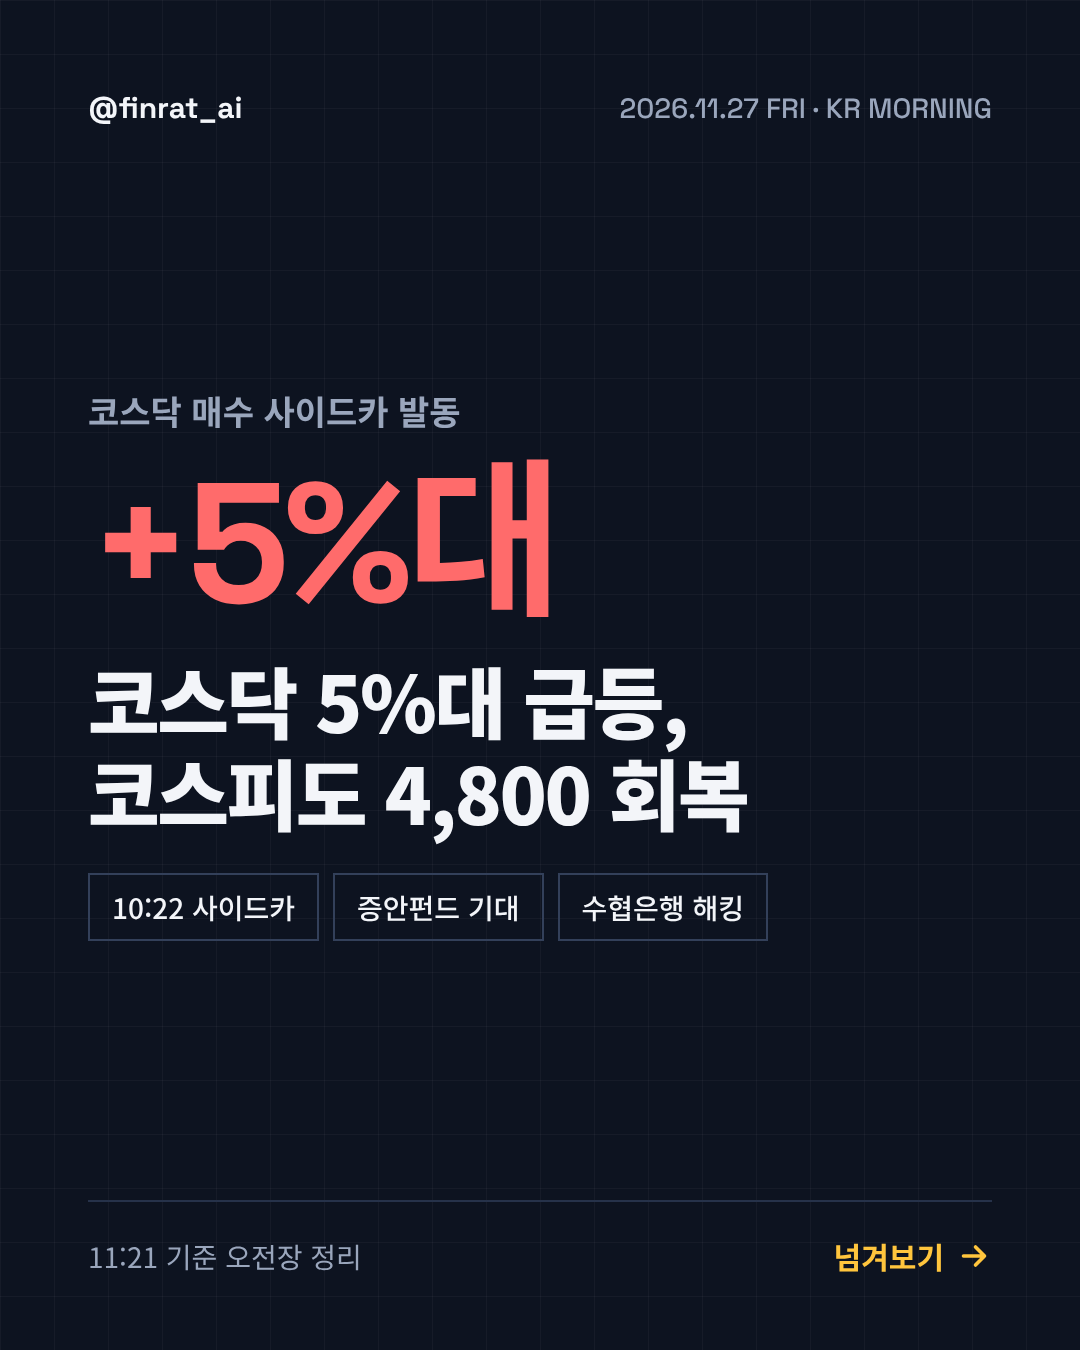 @finrat_ai
2026.11.27 FRI · KR MORNING
코스닥 매수 사이드카 발동
+5%대
코스닥 5%대 급등,
코스피도 4,800 회복
10:22 사이드카
증안펀드 기대
수협은행 해킹
11:21 기준 오전장 정리
넘겨보기 →